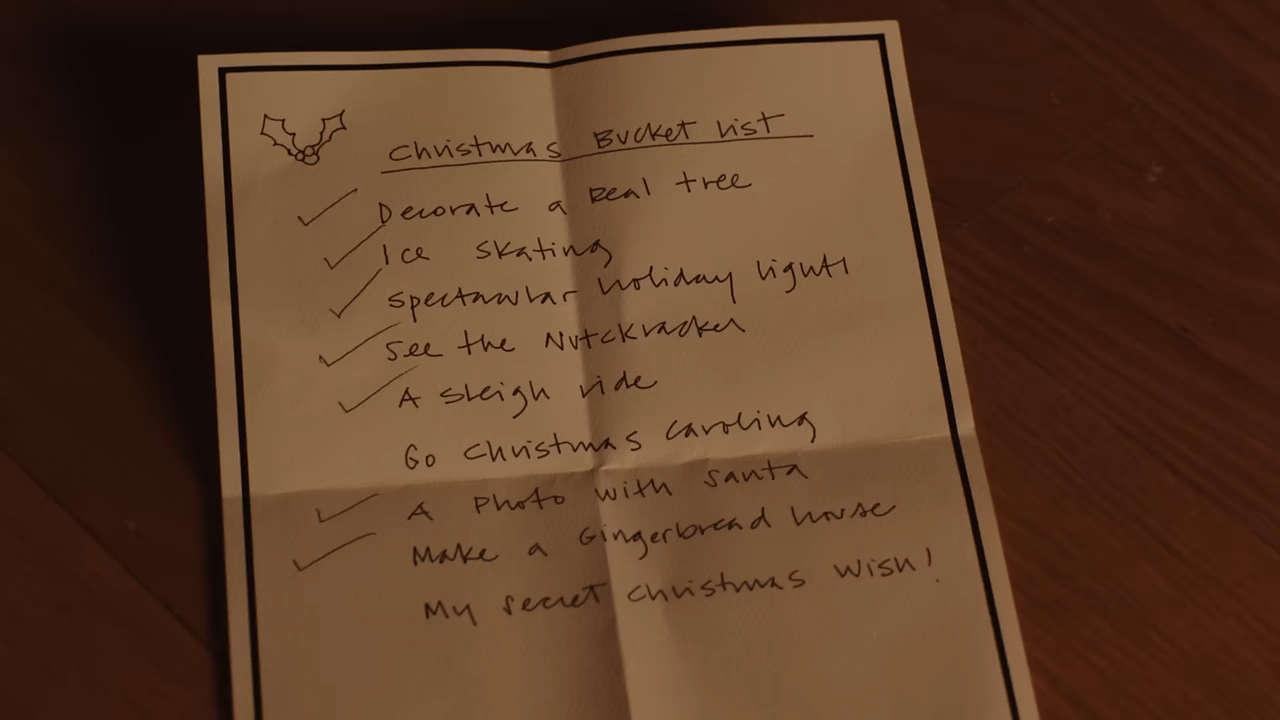 Christmas Bucket List
Decorate a Real tree
Ice skating
Spectacular holiday lights
See the Nutckracker
A sleigh ride
Go Christmas Caroling
A Photo with Santa
Make a Gingerbread house
My secret Christmas wish!